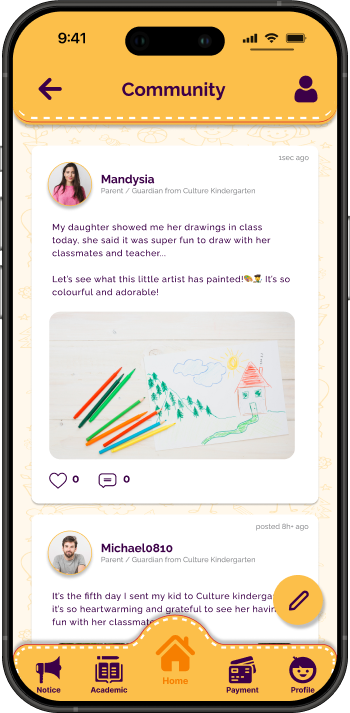 9:41
Community
1sec ago
Mandysia
Parent / Guardian from Culture Kindergarten
My daughter showed me her drawings in class
today, she said it was super fun to draw with her
classmates and teacher...
Let's see what this little artist has painted!🎨👩‍🎨 It's so
colourful and adorable!
0 0
posted 8h+ ago
Michael0810
Parent / Guardian from Culture Kindergarten
It's the fifth day I sent my kid to Culture kinderga
it's so heartwarming and grateful to see her havin
fun with her classmate
Notice Academic Home Payment Profile